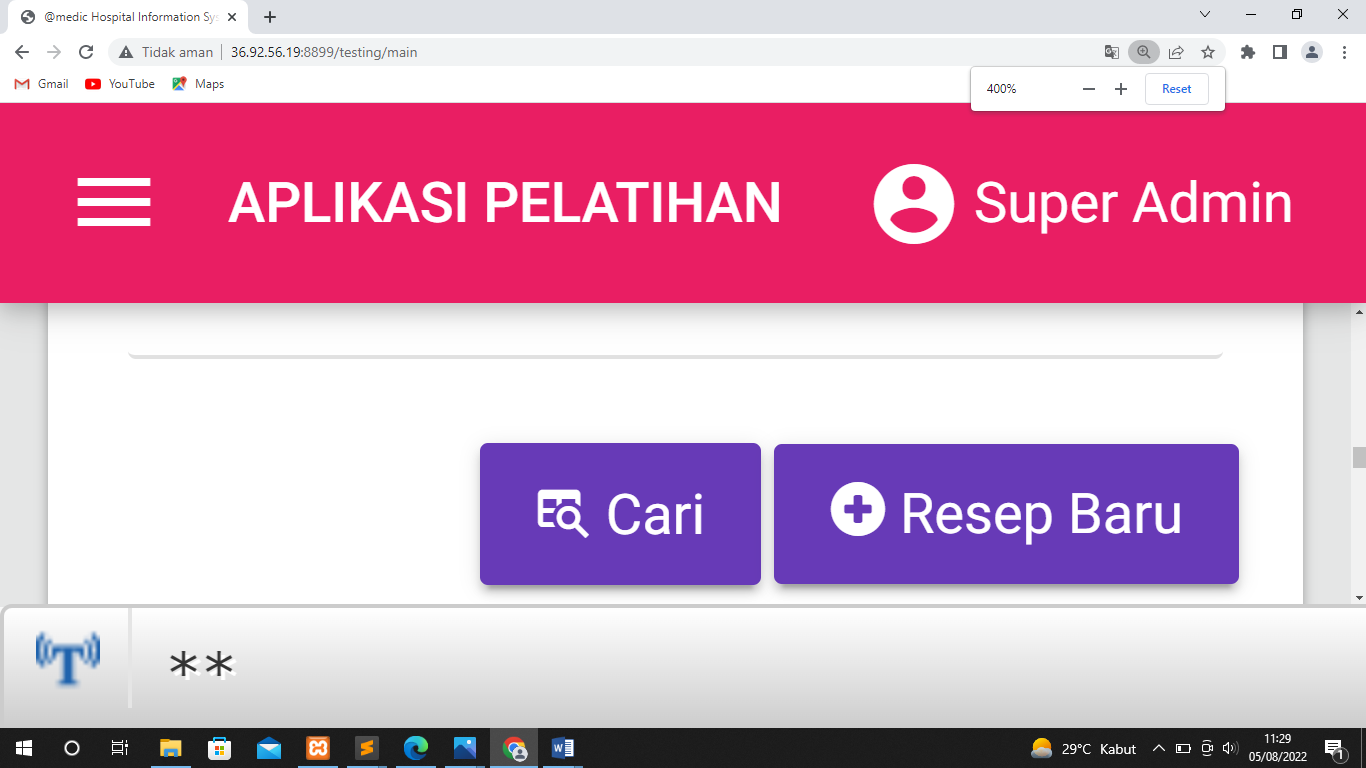 @medic Hospital Information Sys
Tidak aman
36.92.56.19:8899/testing/main
Gmail
YouTube
Maps
400%
Reset
APLIKASI PELATIHAN
Super Admin
Cari
Resep Baru
**
29°C Kabut
11:29
05/08/2022
1